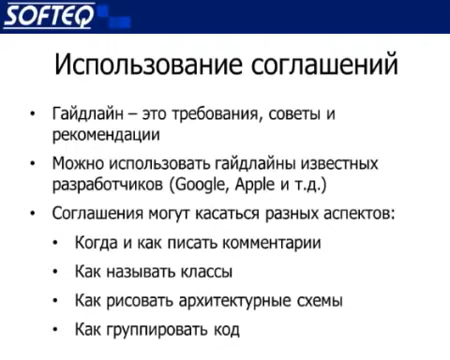 SOFTEQ
Использование соглашений
• Гайдлайн – это требования, советы и
рекомендации
• Можно использовать гайдлайны известных
разработчиков (Google, Apple и т.д.)
• Соглашения могут касаться разных аспектов:
• Когда и как писать комментарии
• Как называть классы
• Как рисовать архитектурные схемы
• Как группировать код